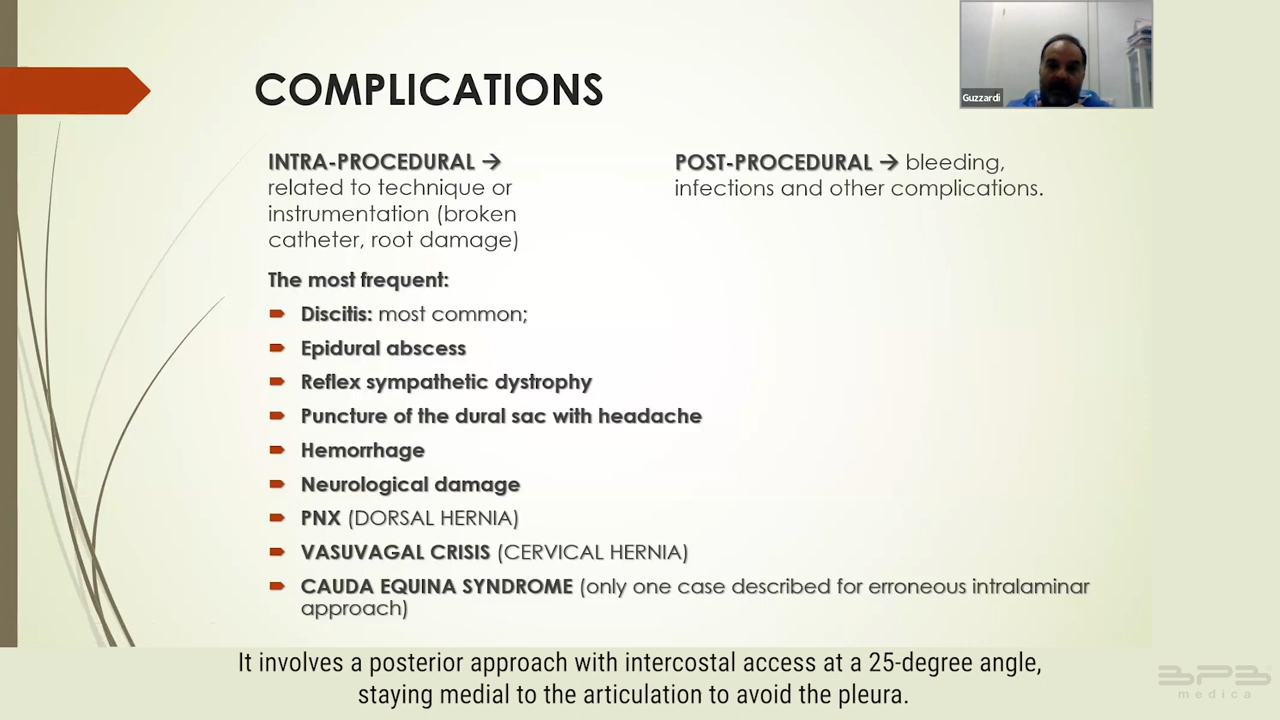 COMPLICATIONS
Guzzardi
INTRA-PROCEDURAL →
related to technique or
instrumentation (broken
catheter, root damage)
POST-PROCEDURAL → bleeding,
infections and other complications.
The most frequent:
Discitis: most common;
Epidural abscess
Reflex sympathetic dystrophy
Puncture of the dural sac with headache
Hemorrhage
Neurological damage
PNX (DORSAL HERNIA)
VASUVAGAL CRISIS (CERVICAL HERNIA)
CAUDA EQUINA SYNDROME (only one case described for erroneous intralaminar
approach)
It involves a posterior approach with intercostal access at a 25-degree angle,
staying medial to the articulation to avoid the pleura.
BPB
medica